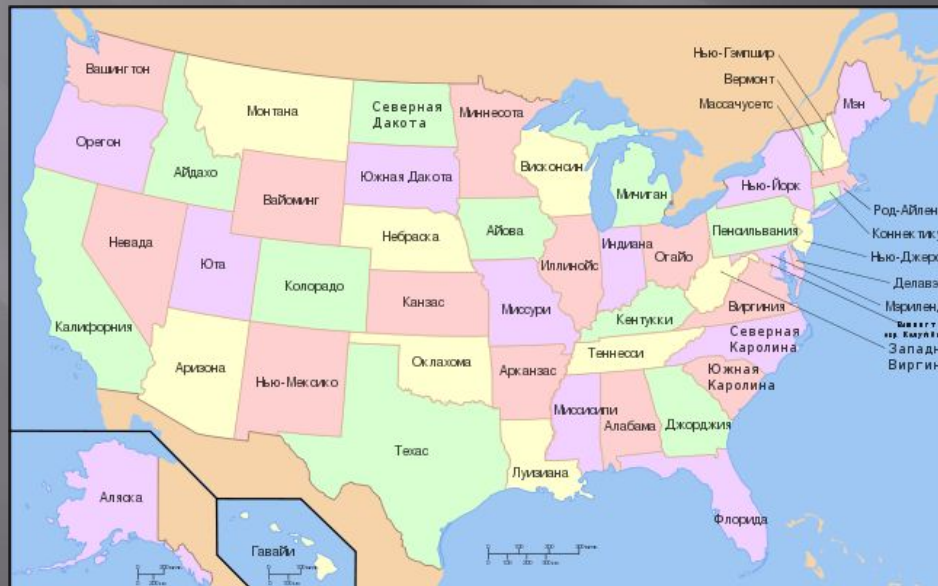 Нью-Гэмпшир
Вермонт
Массачусетс
Мэн
Вашингтон
Монтана
Северная
Дакота
Миннесота
Орегон
Айдахо
Южная Дакота
Висконсин
Мичиган
Нью-Йорк
Вайоминг
Род-Айлен
Коннектику
Невада
Небраска
Айова
Пенсильвания
Юта
Колорадо
Иллинойс
Индиана
Огайо
Нью-Джерс
Делавэ
Калифорния
Канзас
Миссури
Кентукки
Виргиния
Мэриленд
Северная
Каролина
Западн
Виргин
Аризона
Нью-Мексико
Оклахома
Арканзас
Теннесси
Южная
Каролина
Миссисипи
Алабама
Джорджия
Техас
Луизиана
Флорида
Аляска
Гавайи